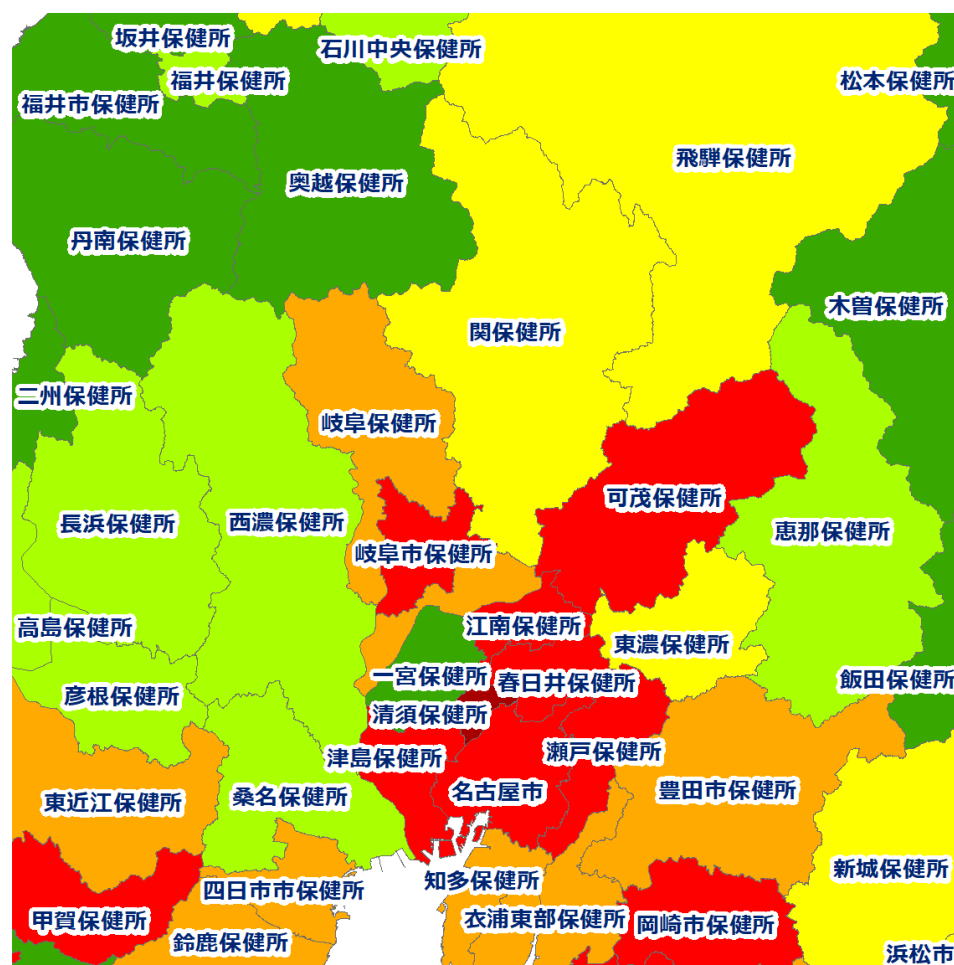 坂井保健所
石川中央保健所
福井保健所
松本保健所
福井市保健所
飛騨保健所
奥越保健所
丹南保健所
木曽保健所
関保健所
二州保健所
岐阜保健所
可茂保健所
長浜保健所
西濃保健所
恵那保健所
岐阜市保健所
高島保健所
江南保健所
東濃保健所
一宮保健所
春日井保健所
飯田保健所
彦根保健所
清須保健所
津島保健所
瀬戸保健所
東近江保健所
桑名保健所
名古屋市
豊田市保健所
新城保健所
四日市市保健所
知多保健所
甲賀保健所
衣浦東部保健所
岡崎市保健所
鈴鹿保健所
浜松市